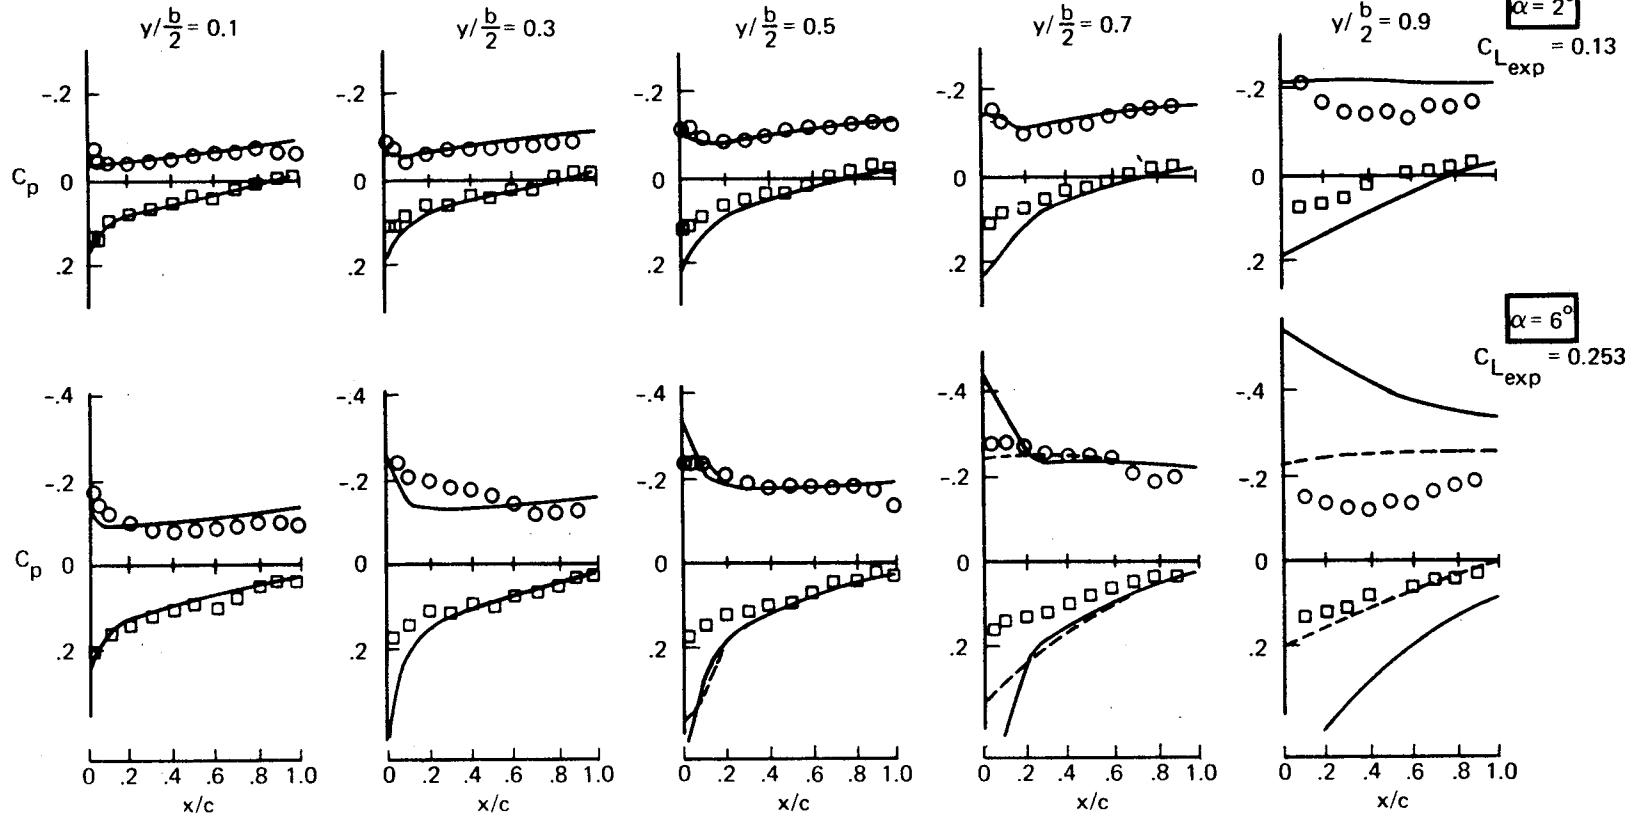 y/b/2 = 0.1
y/b/2 = 0.3
y/b/2 = 0.5
y/b/2 = 0.7
y/b/2 = 0.9
α = 2°
C_L_exp = 0.13
-.2
-.2
-.2
-.2
-.2
C_p
0
0
0
0
0
.2
.2
.2
.2
.2
α = 6°
C_L_exp = 0.253
-.4
-.4
-.4
-.4
-.4
-.2
-.2
-.2
-.2
-.2
C_p
0
0
0
0
0
.2
.2
.2
.2
.2
0 .2 .4 .6 .8 1.0
0 .2 .4 .6 .8 1.0
0 .2 .4 .6 .8 1.0
0 .2 .4 .6 .8 1.0
0 .2 .4 .6 .8 1.0
x/c
x/c
x/c
x/c
x/c